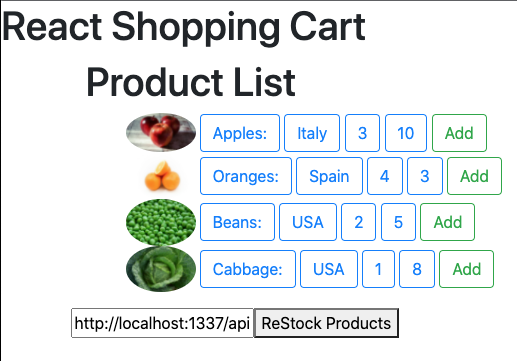 React Shopping Cart
Product List
Apples: Italy 3 10 Add
Oranges: Spain 4 3 Add
Beans: USA 2 5 Add
Cabbage: USA 1 8 Add
http://localhost:1337/api ReStock Products